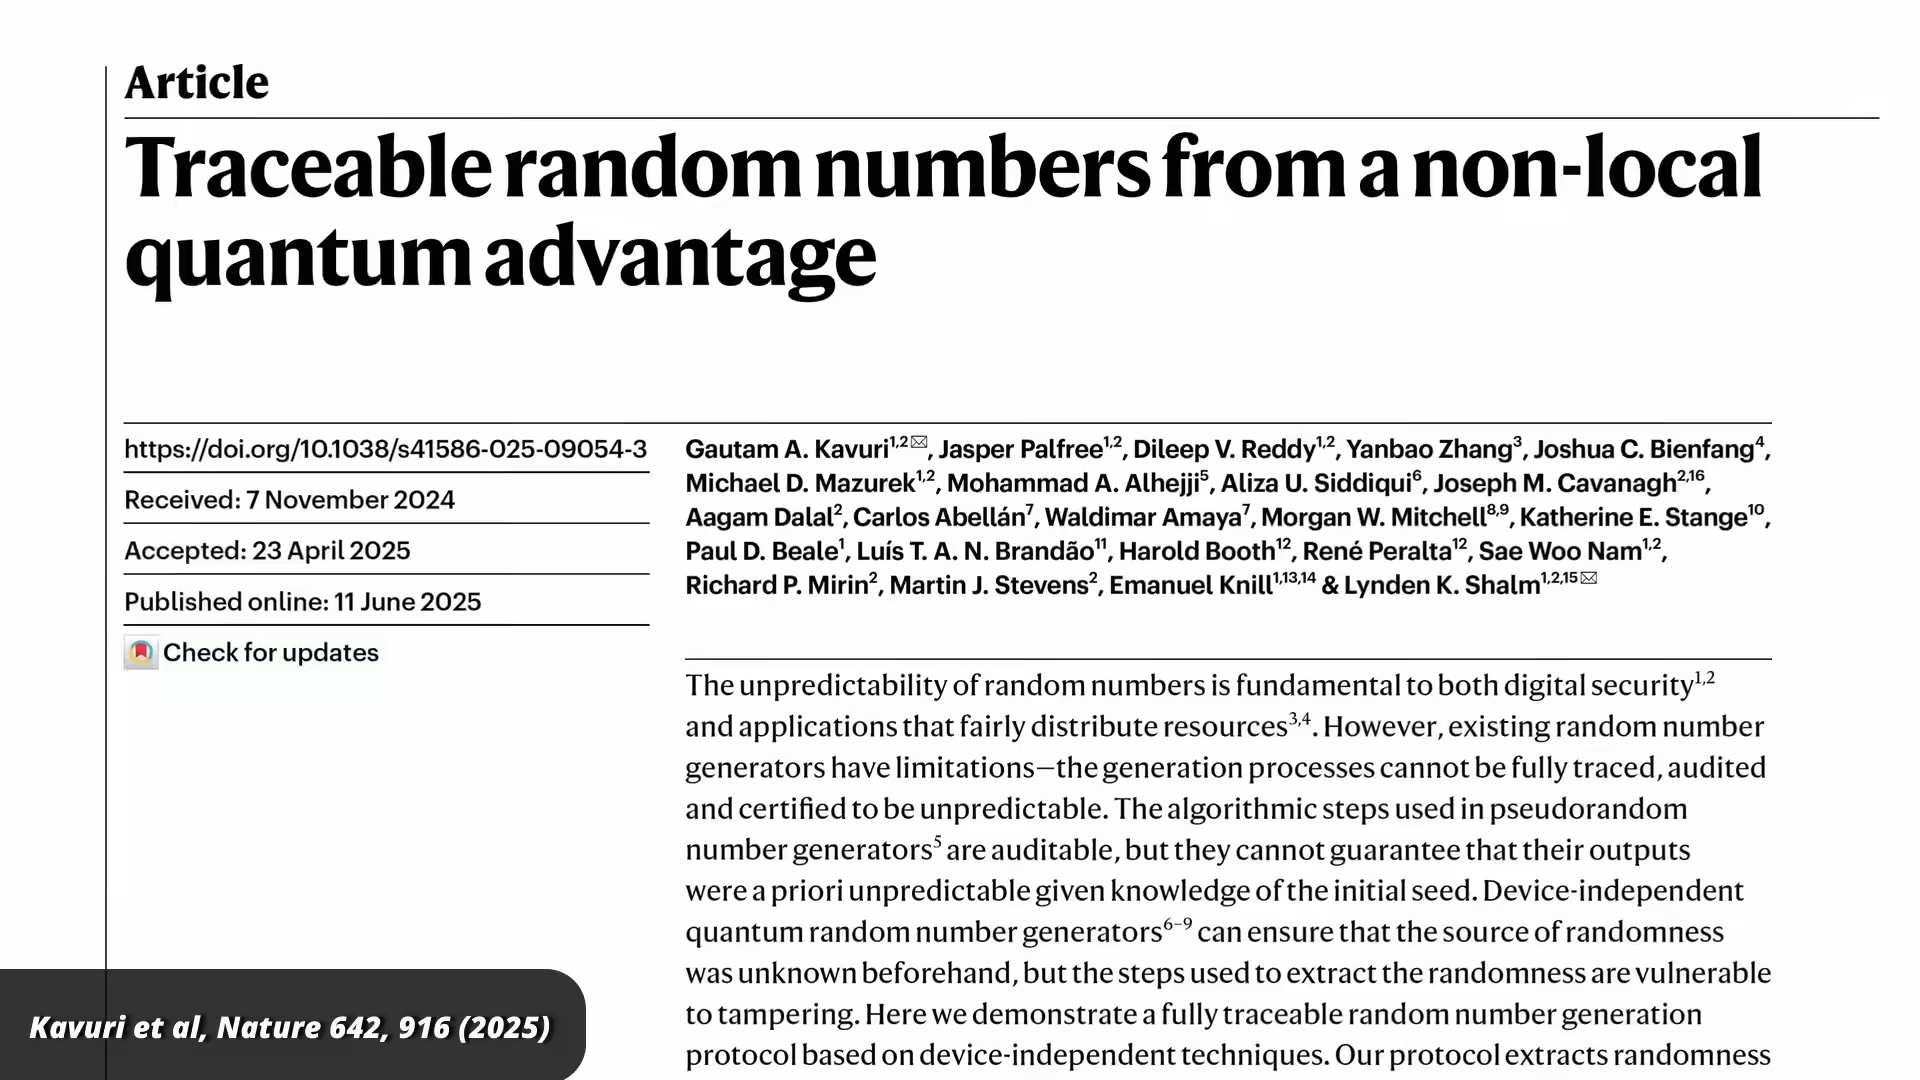 Article
Traceable random numbers from a non-local
quantum advantage
https://doi.org/10.1038/s41586-025-09054-3
Received: 7 November 2024
Accepted: 23 April 2025
Published online: 11 June 2025
Check for updates
Gautam A. Kavuri1,2✉, Jasper Palfree1,2, Dileep V. Reddy1,2, Yanbao Zhang3, Joshua C. Bienfang4,
Michael D. Mazurek1,2, Mohammad A. Alhejji5, Aliza U. Siddiqui6, Joseph M. Cavanagh2,16,
Aagam Dalal2, Carlos Abellán7, Waldimar Amaya7, Morgan W. Mitchell8,9, Katherine E. Stange10,
Paul D. Beale1, Luís T. A. N. Brandão11, Harold Booth12, René Peralta12, Sae Woo Nam1,2,
Richard P. Mirin2, Martin J. Stevens2, Emanuel Knill1,13,14 & Lynden K. Shalm1,2,15✉
The unpredictability of random numbers is fundamental to both digital security1,2
and applications that fairly distribute resources3,4. However, existing random number
generators have limitations—the generation processes cannot be fully traced, audited
and certified to be unpredictable. The algorithmic steps used in pseudorandom
number generators5 are auditable, but they cannot guarantee that their outputs
were a priori unpredictable given knowledge of the initial seed. Device-independent
quantum random number generators6–9 can ensure that the source of randomness
was unknown beforehand, but the steps used to extract the randomness are vulnerable
to tampering. Here we demonstrate a fully traceable random number generation
protocol based on device-independent techniques. Our protocol extracts randomness
Kavuri et al, Nature 642, 916 (2025)